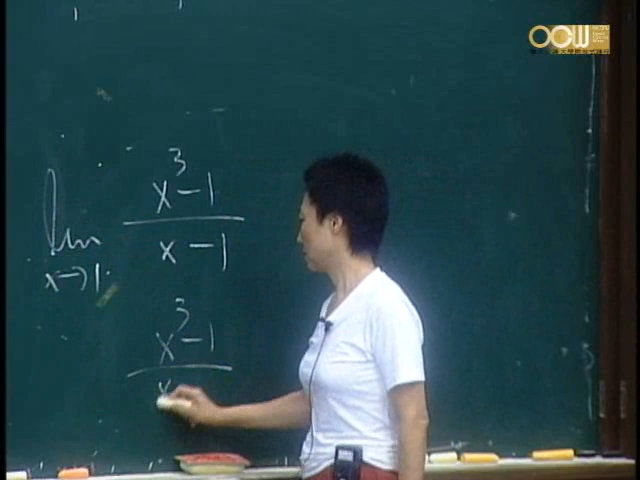 OCW
lim x→1 (x³ - 1) / (x - 1)
x³ - 1
x